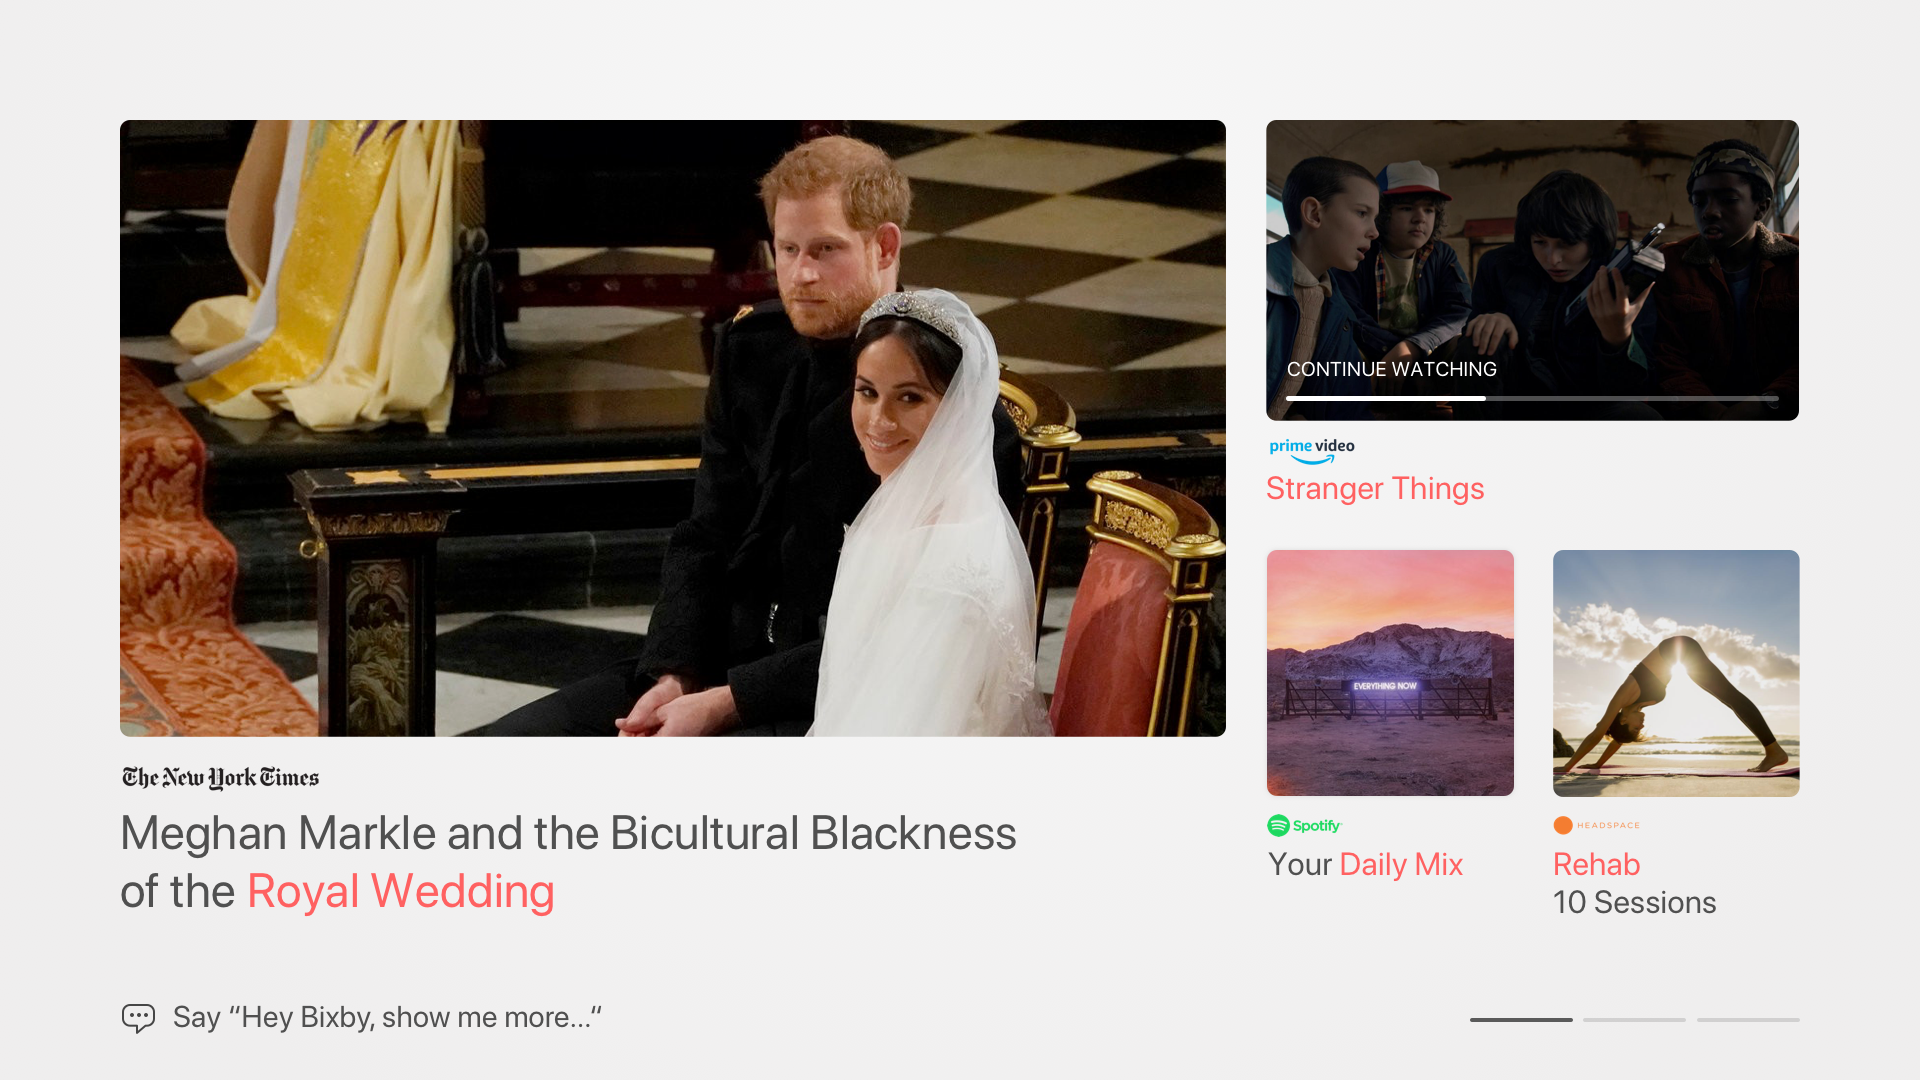 The New York Times
Meghan Markle and the Bicultural Blackness
of the Royal Wedding
CONTINUE WATCHING
prime video
Stranger Things
EVERYTHING NOW
Spotify
Your Daily Mix
HEADSPACE
Rehab
10 Sessions
Say “Hey Bixby, show me more...“